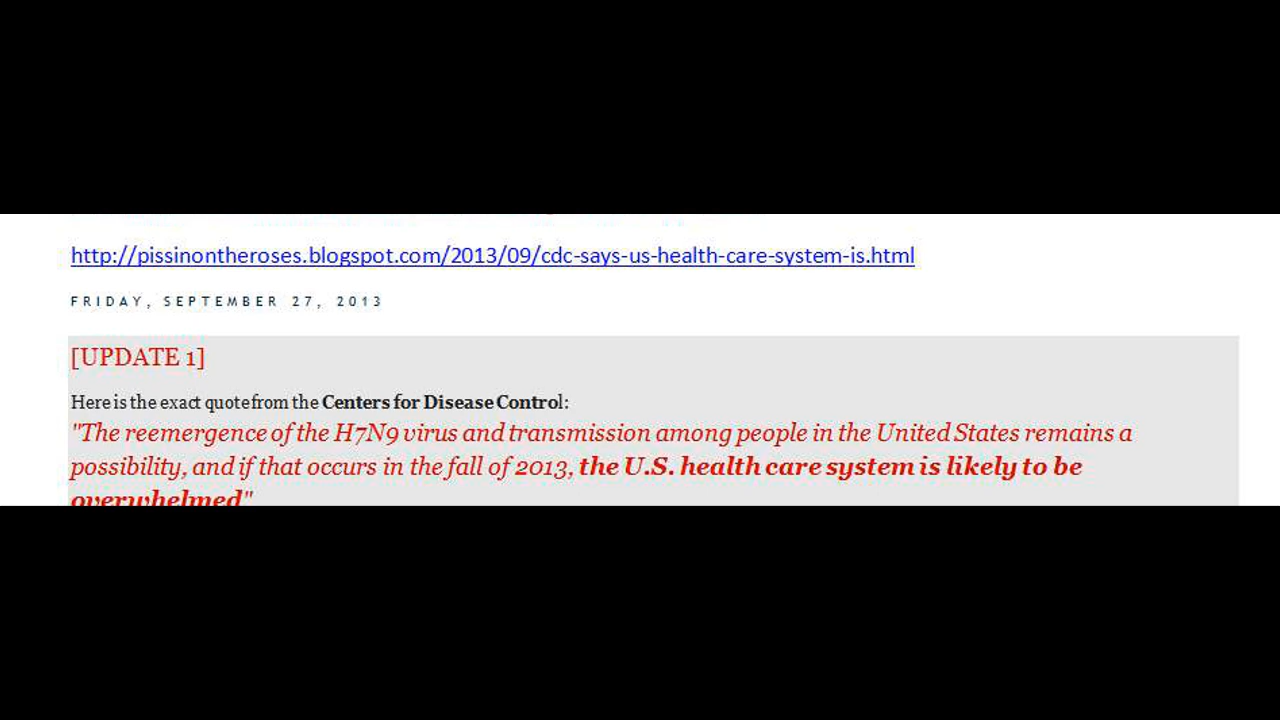 http://pissinontheroses.blogspot.com/2013/09/cdc-says-us-health-care-system-is.html
FRIDAY, SEPTEMBER 27, 2013
[UPDATE 1]
Here is the exact quote from the Centers for Disease Control:
"The reemergence of the H7N9 virus and transmission among people in the United States remains a
possibility, and if that occurs in the fall of 2013, the U.S. health care system is likely to be
overwhelmed"